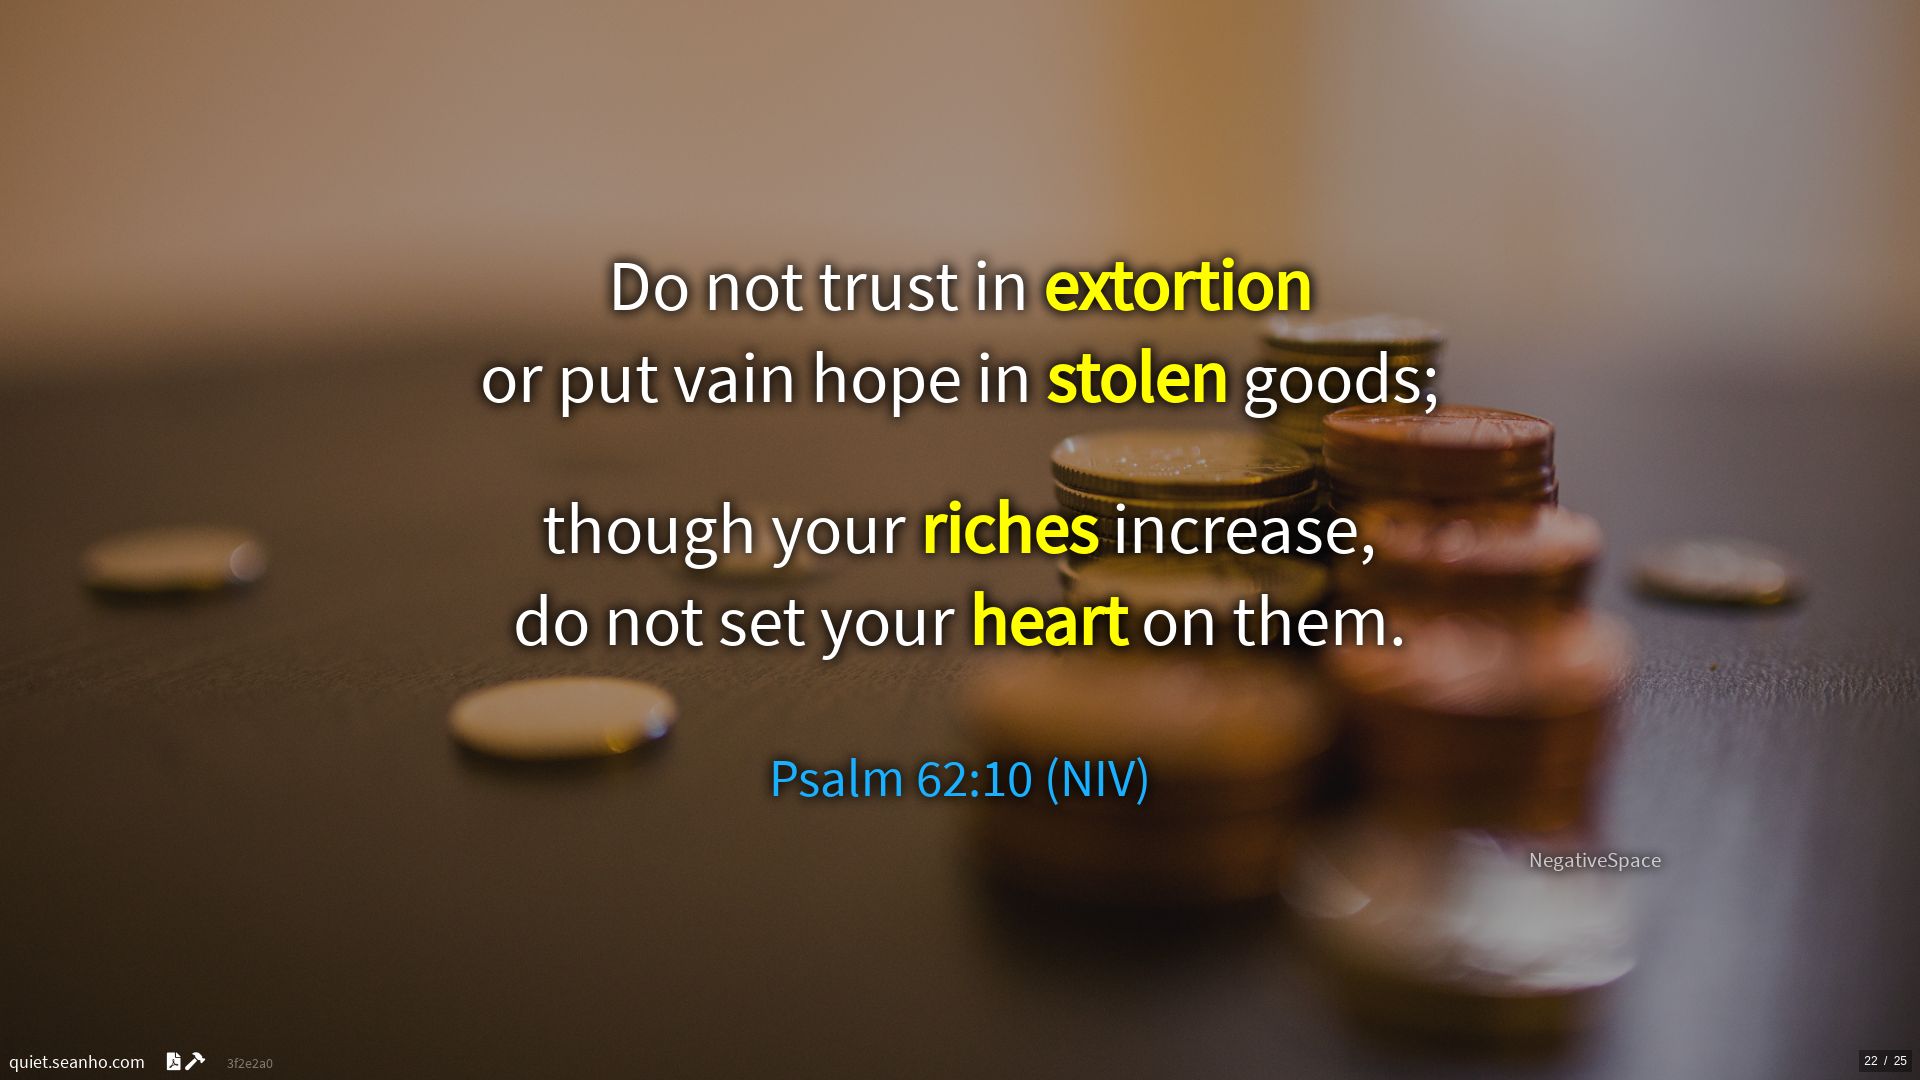 Do not trust in extortion
or put vain hope in stolen goods;
though your riches increase,
do not set your heart on them.
Psalm 62:10 (NIV)
NegativeSpace
quiet.seanho.com
3f2e2a0
22 / 25